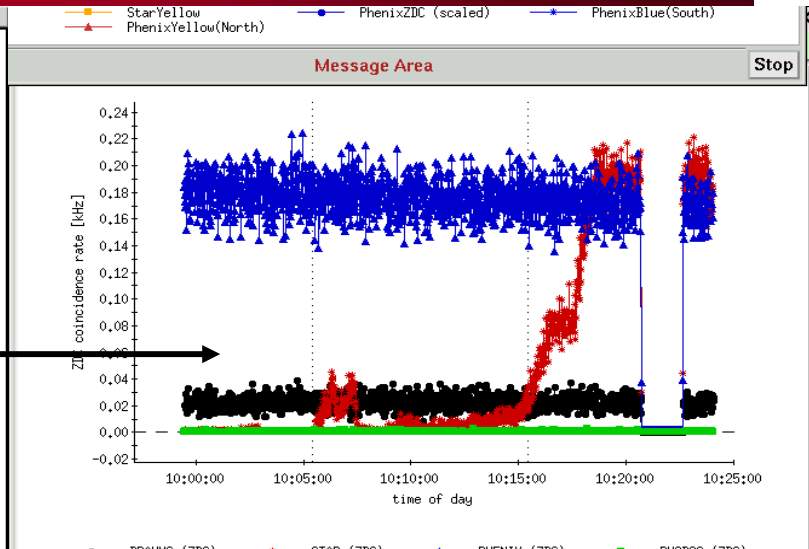 StarYellow PhenixZDC (scaled) PhenixBlue(South)
PhenixYellow(North)
Message Area Stop
0.24
0.22
0.20
0.18
0.16
0.14
0.12
0.10
0.08
0.04
0.02
0.00
-0.02
ZDC coincidence rate [kHz]
10:00:00 10:05:00 10:10:00 10:15:00 10:20:00 10:25:00
time of day